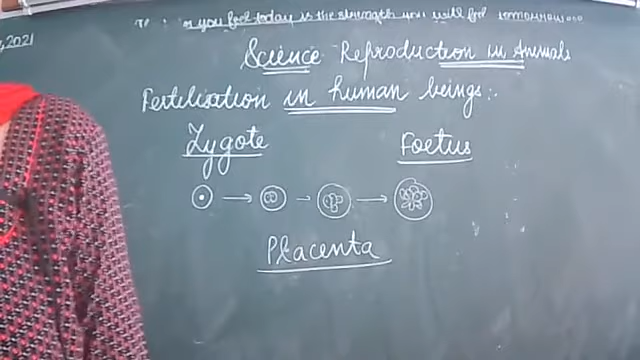 you feel today is the strength you will feel tomorrow...
2021
Science Reproduction in Animals
Fertilisation in human beings:.
Zygote Foetus
Placenta